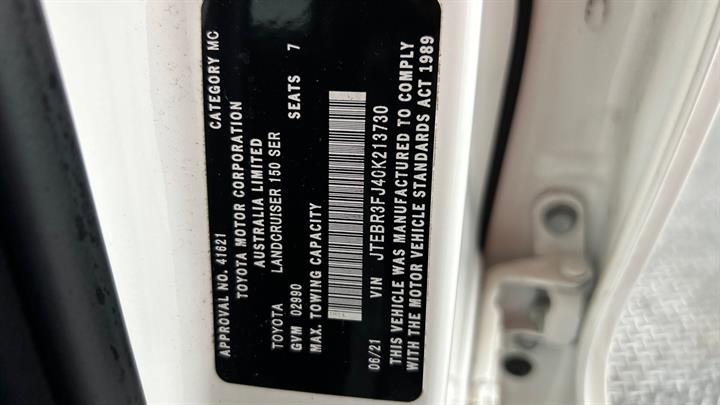 APPROVAL NO. 41621 CATEGORY MC
TOYOTA MOTOR CORPORATION
AUSTRALIA LIMITED
TOYOTA LANDCRUISER 150 SER
GVM 02990 SEATS 7
MAX. TOWING CAPACITY
VIN JTEBR3FJ40K213730
06/21 THIS VEHICLE WAS MANUFACTURED TO COMPLY
WITH THE MOTOR VEHICLE STANDARDS ACT 1989